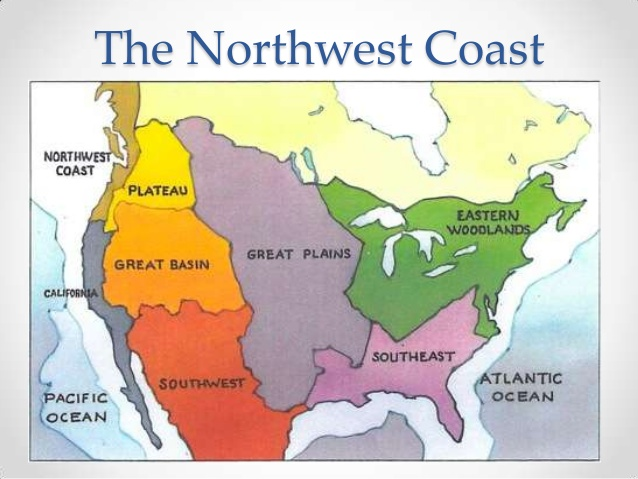 The Northwest Coast
NORTHWEST
COAST
PLATEAU
EASTERN
WOODLANDS
GREAT BASIN
GREAT PLAINS
CALIFORNIA
SOUTHWEST
SOUTHEAST
PACIFIC
OCEAN
ATLANTIC
OCEAN